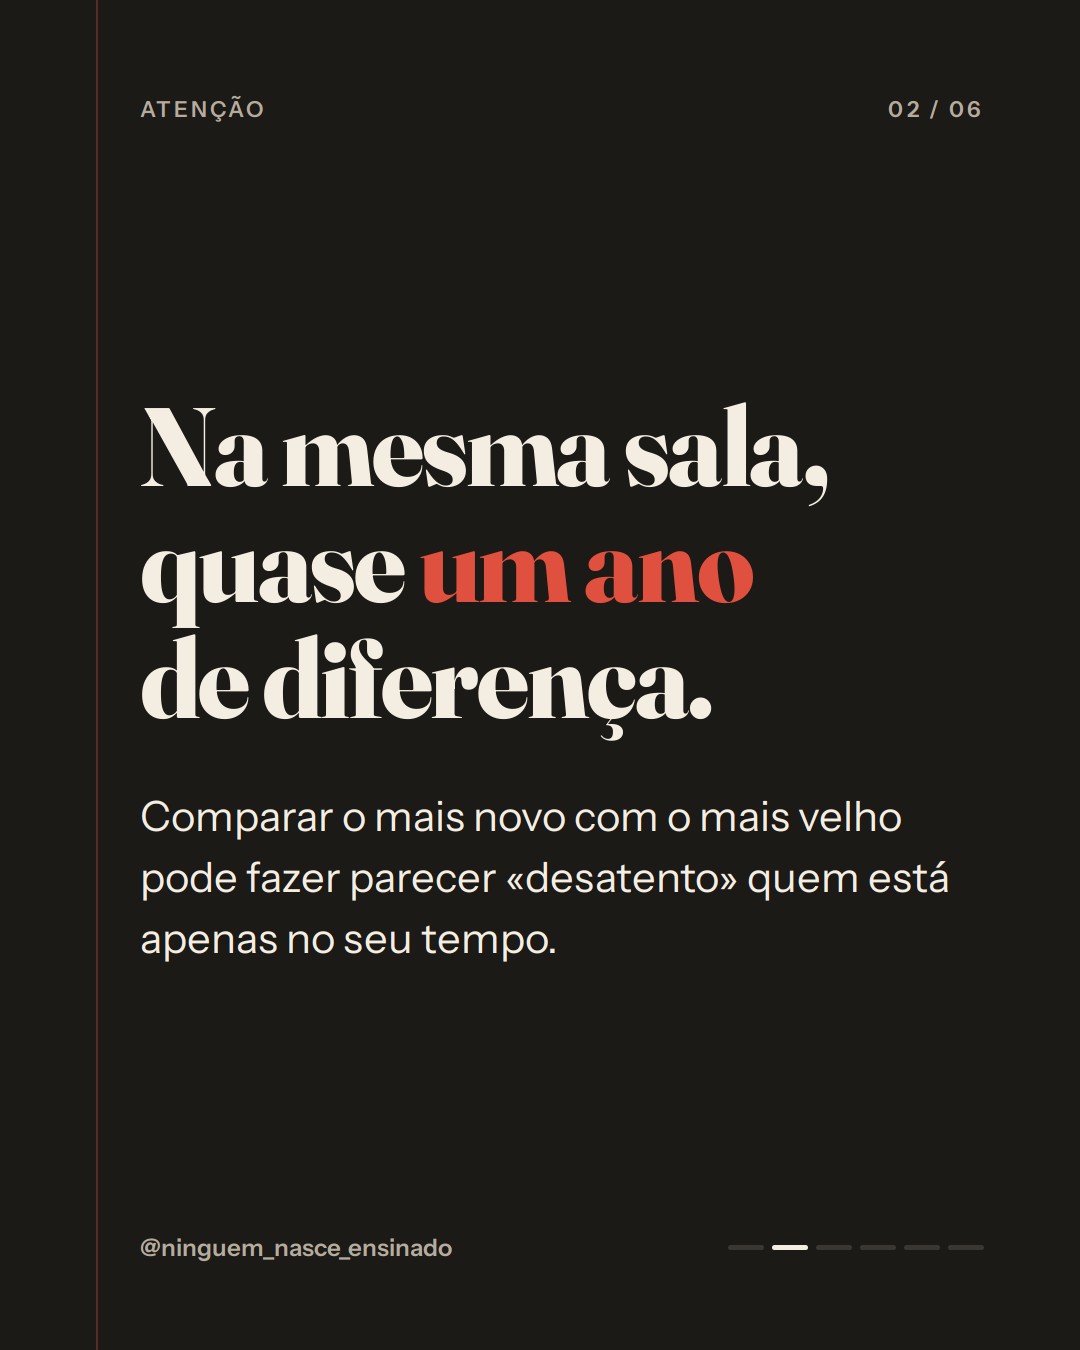 ATENÇÃO
02 / 06
Na mesma sala,
quase um ano
de diferença.
Comparar o mais novo com o mais velho
pode fazer parecer «desatento» quem está
apenas no seu tempo.
@ninguem_nasce_ensinado